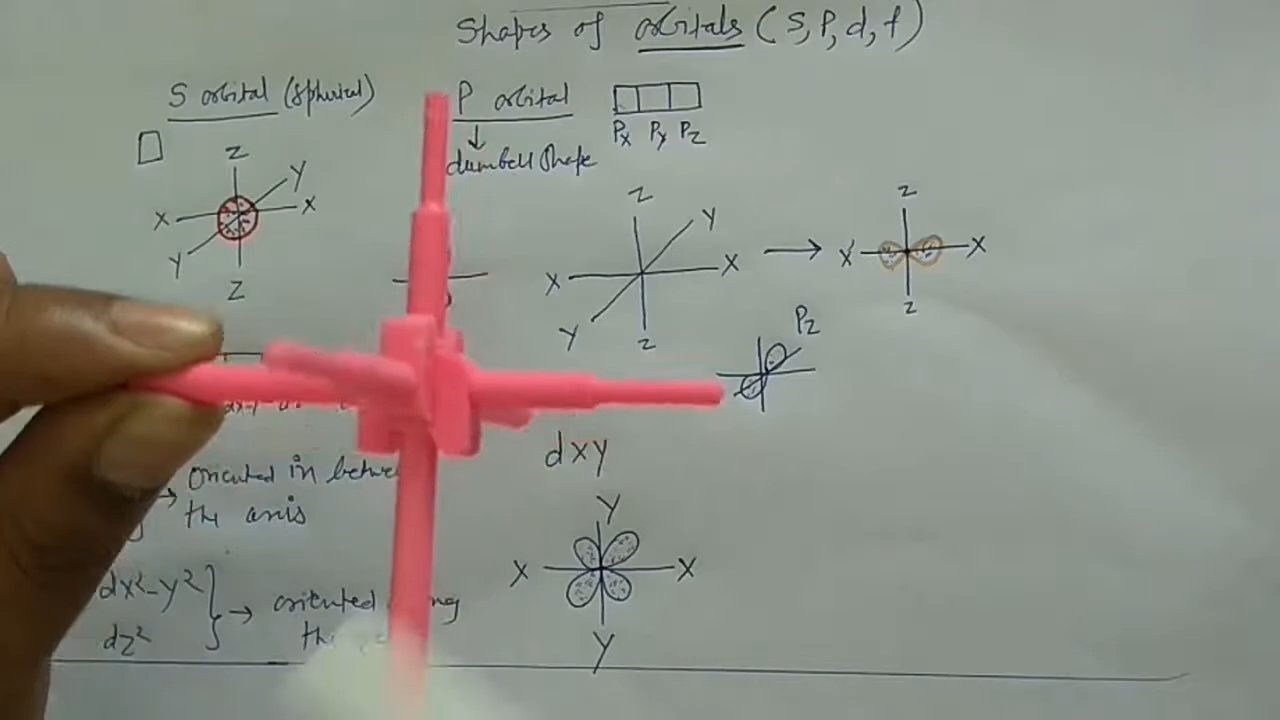 Shapes of orbitals (S, P, d, f)
S orbital (Spherical)
P orbital
Px Py Pz
dumbell Shape
Z
Y
X X
Y
Z
Z
Y
X X
Y
Z
Z
X' X
Z
Pz
dxy
Oriented in
the axis
Y
X X
Y
dx²-y²
dz²
oriented